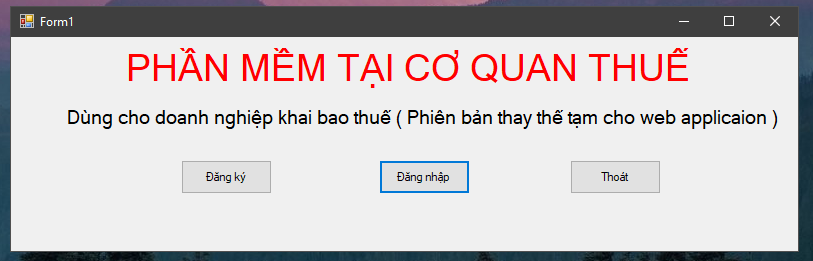 Form1
PHẦN MỀM TẠI CƠ QUAN THUẾ
Dùng cho doanh nghiệp khai bao thuế ( Phiên bản thay thế tạm cho web applicaion )
Đăng ký
Đăng nhập
Thoát